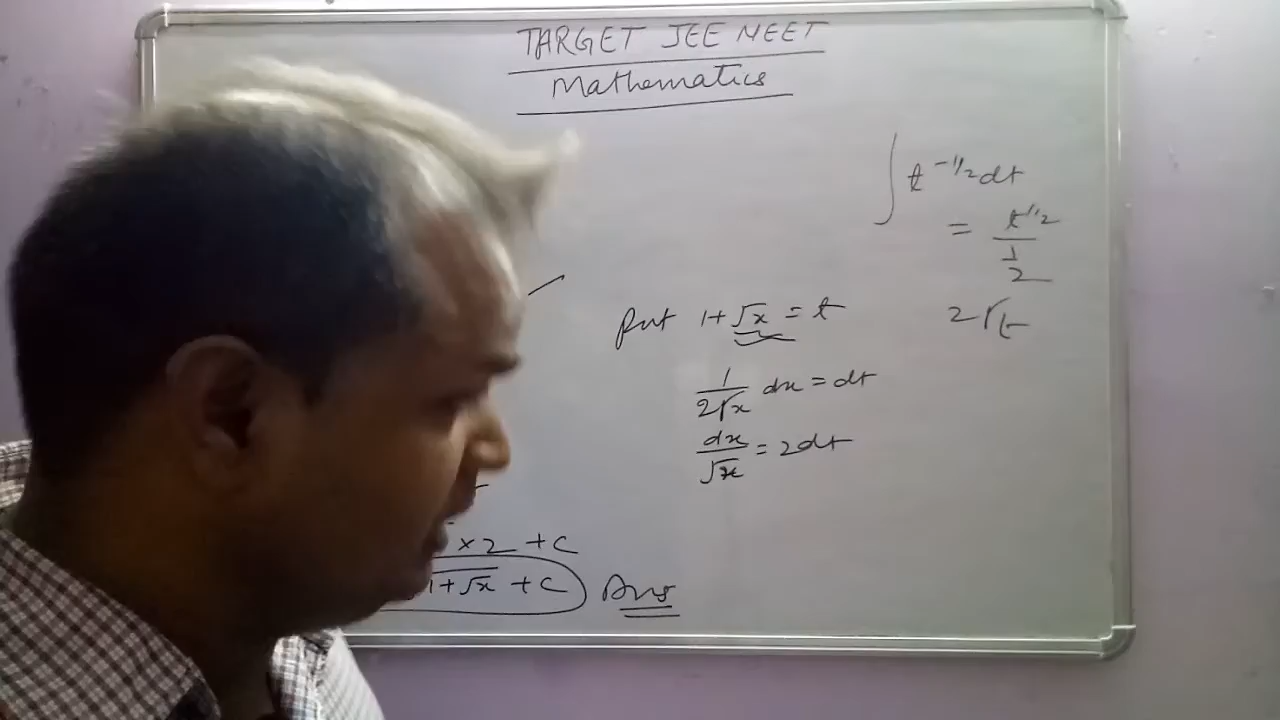 TARGET JEE NEET
Mathematics
∫ t^-1/2 dt
= t^1/2 / 1/2
2√t
Put 1+√x = t
1/2√x dx = dt
dx/√x = 2dt
×2 + c
1+√x + c Ans